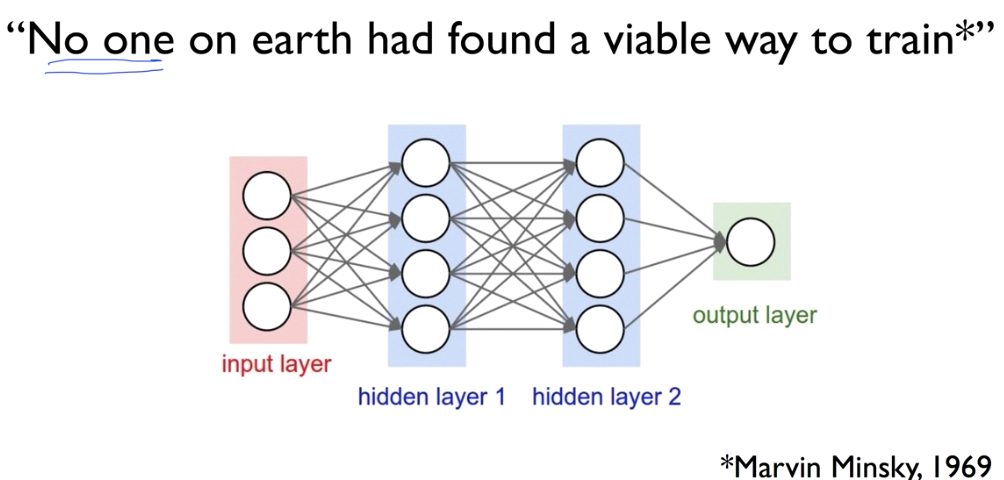 “No one on earth had found a viable way to train*”
input layer
hidden layer 1
hidden layer 2
output layer
*Marvin Minsky, 1969